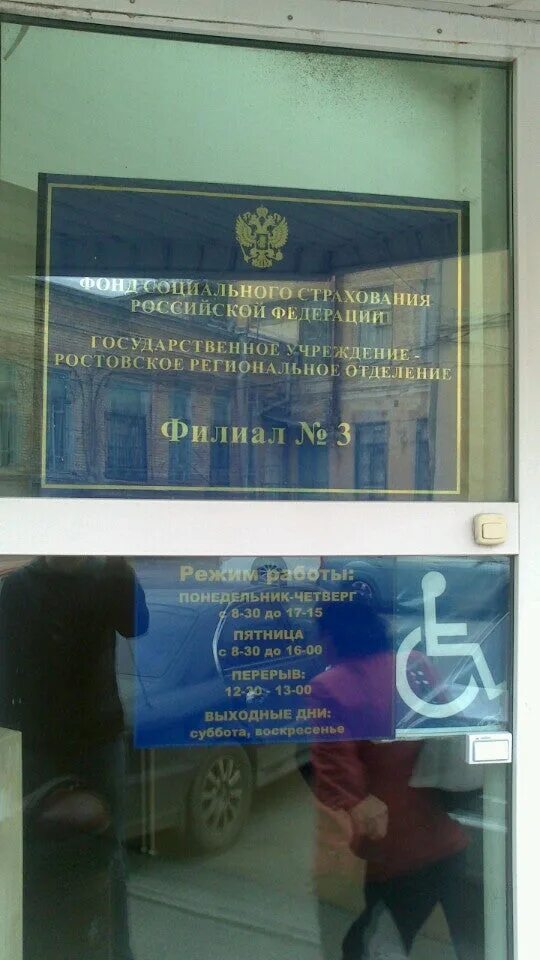 ФОНД СОЦИАЛЬНОГО СТРАХОВАНИЯ
РОССИЙСКОЙ ФЕДЕРАЦИИ
ГОСУДАРСТВЕННОЕ УЧРЕЖДЕНИЕ -
РОСТОВСКОЕ РЕГИОНАЛЬНОЕ ОТДЕЛЕНИЕ
Филиал № 3
Режим работы:
ПОНЕДЕЛЬНИК-ЧЕТВЕРГ
с 8-30 до 17-15
ПЯТНИЦА
с 8-30 до 16-00
ПЕРЕРЫВ:
12-30 - 13-00
ВЫХОДНЫЕ ДНИ:
суббота, воскресенье